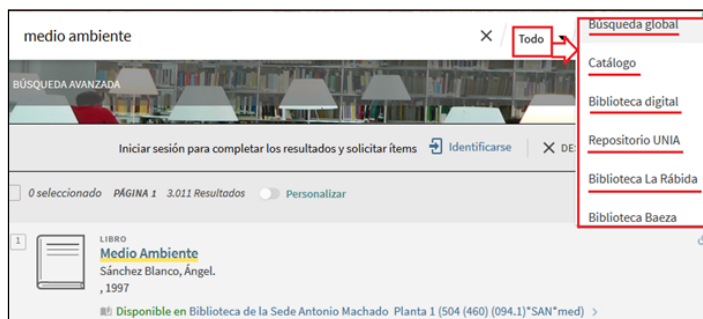 medio ambiente
Todo
Búsqueda global
Catálogo
Biblioteca digital
Repositorio UNIA
Biblioteca La Rábida
Biblioteca Baeza
BÚSQUEDA AVANZADA
Iniciar sesión para completar los resultados y solicitar ítems Identificarse
0 seleccionado PÁGINA 1 3.011 Resultados Personalizar
1
LIBRO
Medio Ambiente
Sánchez Blanco, Ángel.
, 1997
Disponible en Biblioteca de la Sede Antonio Machado Planta 1 (504 (460) (094.1)*SAN*med) >